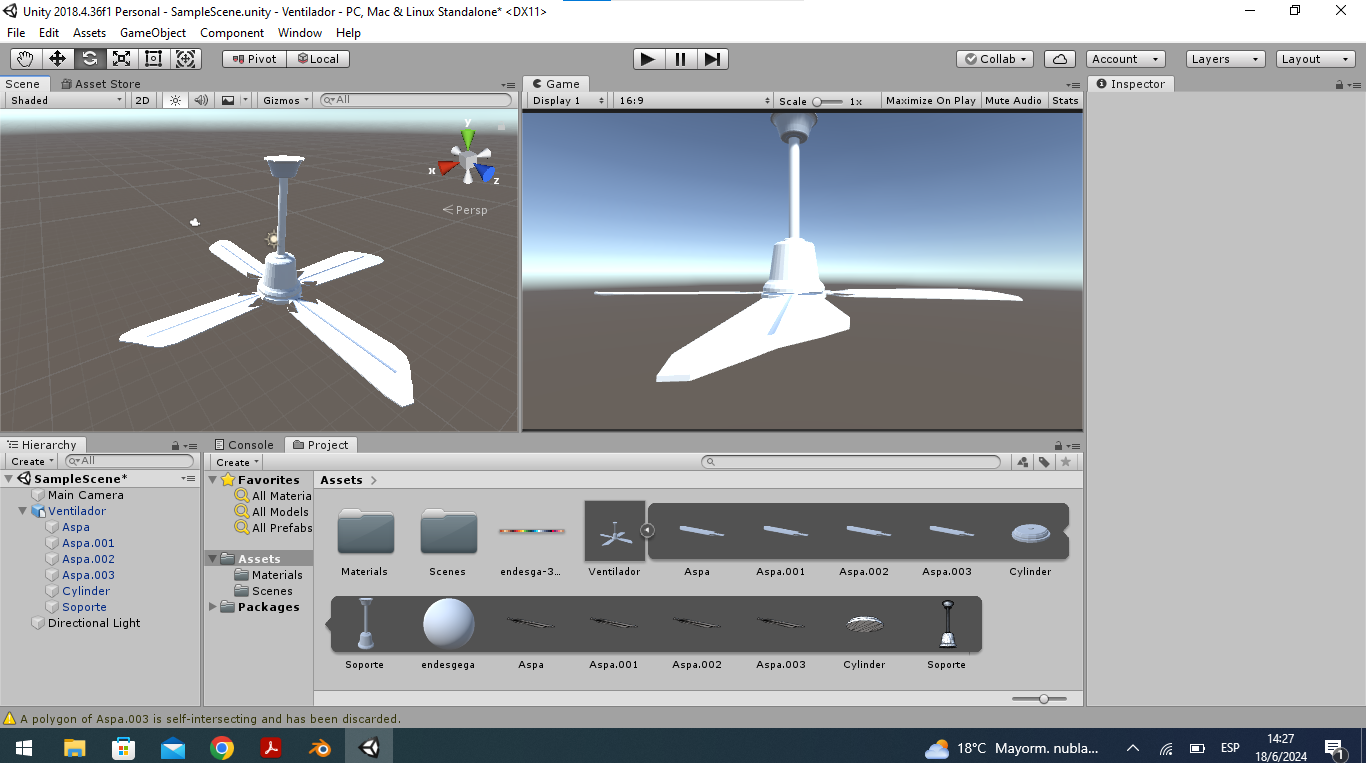 Unity 2018.4.36f1 Personal - SampleScene.unity - Ventilador - PC, Mac & Linux Standalone* <DX11>
File Edit Assets GameObject Component Window Help
Pivot Local Collab Account Layers Layout
Scene Asset Store Game Inspector
Shaded 2D Gizmos All Display 1 16:9 Scale 1x Maximize On Play Mute Audio Stats
y
x
z
Persp
Hierarchy
Create All
SampleScene*
Main Camera
Ventilador
Aspa
Aspa.001
Aspa.002
Aspa.003
Cylinder
Soporte
Directional Light
Console Project
Create
Favorites
All Materia
All Models
All Prefabs
Assets
Materials
Scenes
Packages
Assets
Materials Scenes endesga-3... Ventilador Aspa Aspa.001 Aspa.002 Aspa.003 Cylinder
Soporte endesgega Aspa Aspa.001 Aspa.002 Aspa.003 Cylinder Soporte
A polygon of Aspa.003 is self-intersecting and has been discarded.
18°C Mayorm. nubla... ESP 14:27
18/6/2024
1